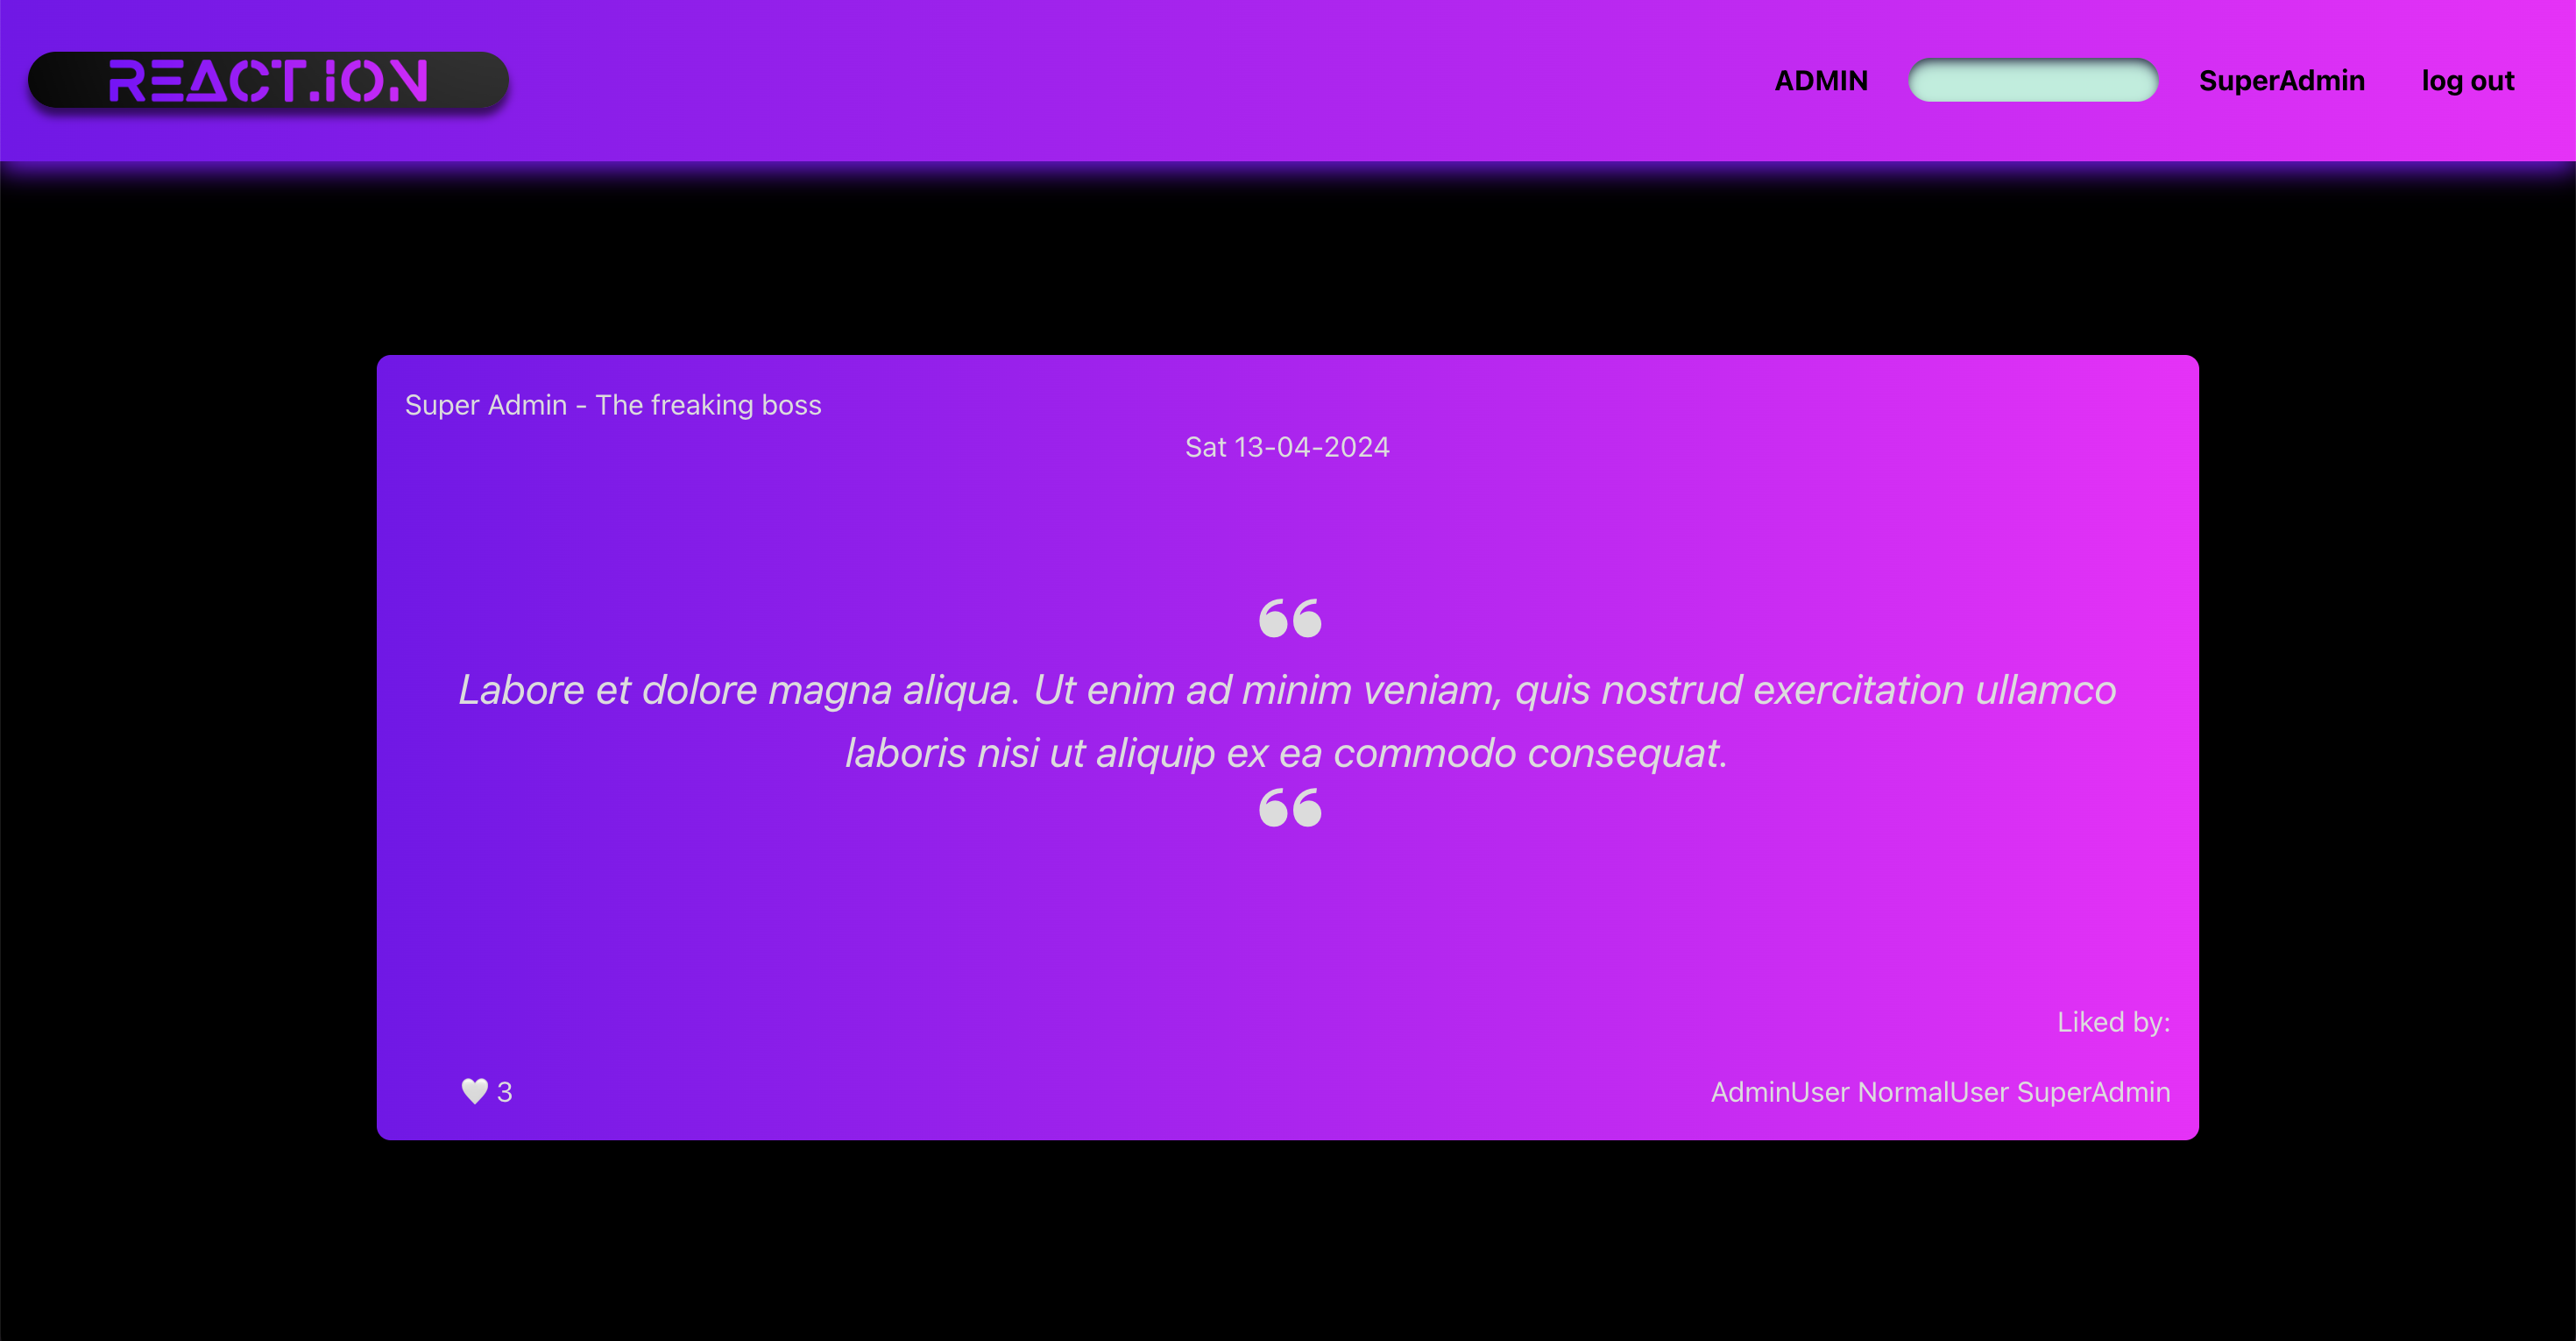 REACT.iON
ADMIN SuperAdmin log out
Super Admin - The freaking boss
Sat 13-04-2024
“
Labore et dolore magna aliqua. Ut enim ad minim veniam, quis nostrud exercitation ullamco
laboris nisi ut aliquip ex ea commodo consequat.
“
Liked by:
🤍 3
AdminUser NormalUser SuperAdmin